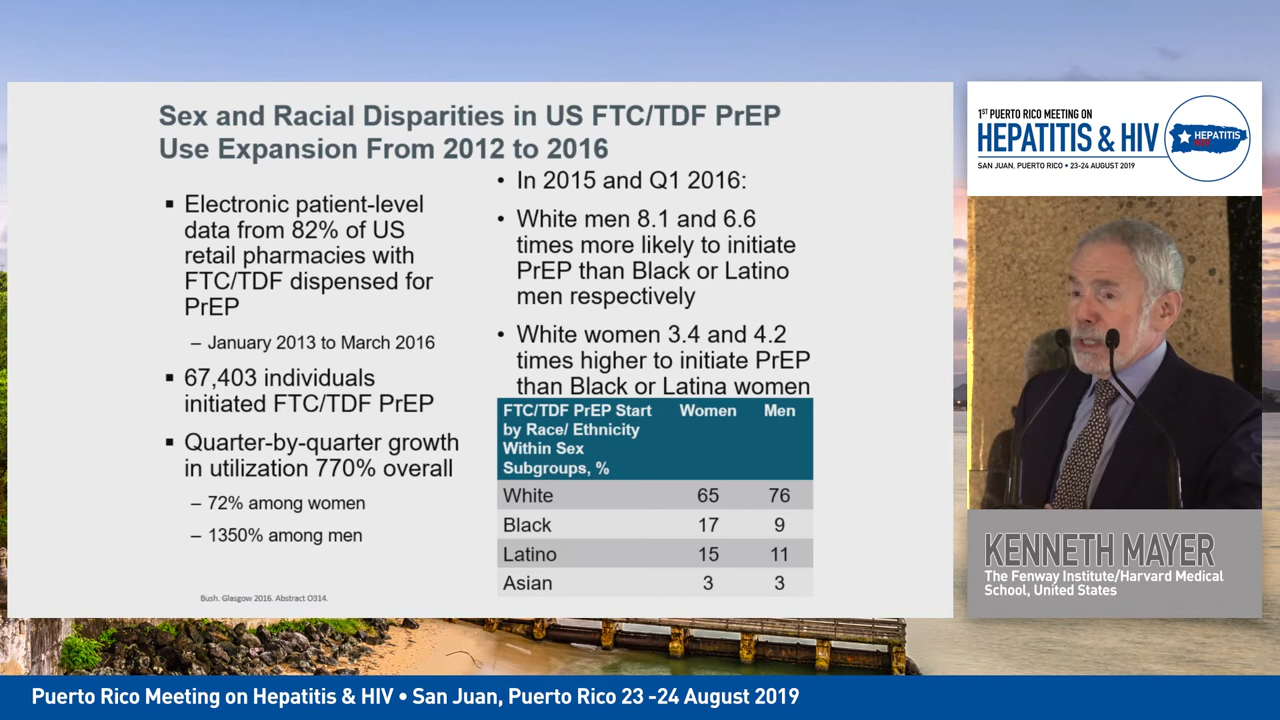 Sex and Racial Disparities in US FTC/TDF PrEP
Use Expansion From 2012 to 2016
▪ Electronic patient-level
data from 82% of US
retail pharmacies with
FTC/TDF dispensed for
PrEP
– January 2013 to March 2016
▪ 67,403 individuals
initiated FTC/TDF PrEP
▪ Quarter-by-quarter growth
in utilization 770% overall
– 72% among women
– 1350% among men
Bush. Glasgow 2016. Abstract O314.
• In 2015 and Q1 2016:
• White men 8.1 and 6.6
times more likely to initiate
PrEP than Black or Latino
men respectively
• White women 3.4 and 4.2
times higher to initiate PrEP
than Black or Latina women
FTC/TDF PrEP Start Women Men
by Race/ Ethnicity
Within Sex
Subgroups, %
White 65 76
Black 17 9
Latino 15 11
Asian 3 3
1ST PUERTO RICO MEETING ON
HEPATITIS & HIV
SAN JUAN, PUERTO RICO • 23-24 AUGUST 2019
HEPATITIS
KENNETH MAYER
The Fenway Institute/Harvard Medical
School, United States
Puerto Rico Meeting on Hepatitis & HIV • San Juan, Puerto Rico 23 -24 August 2019